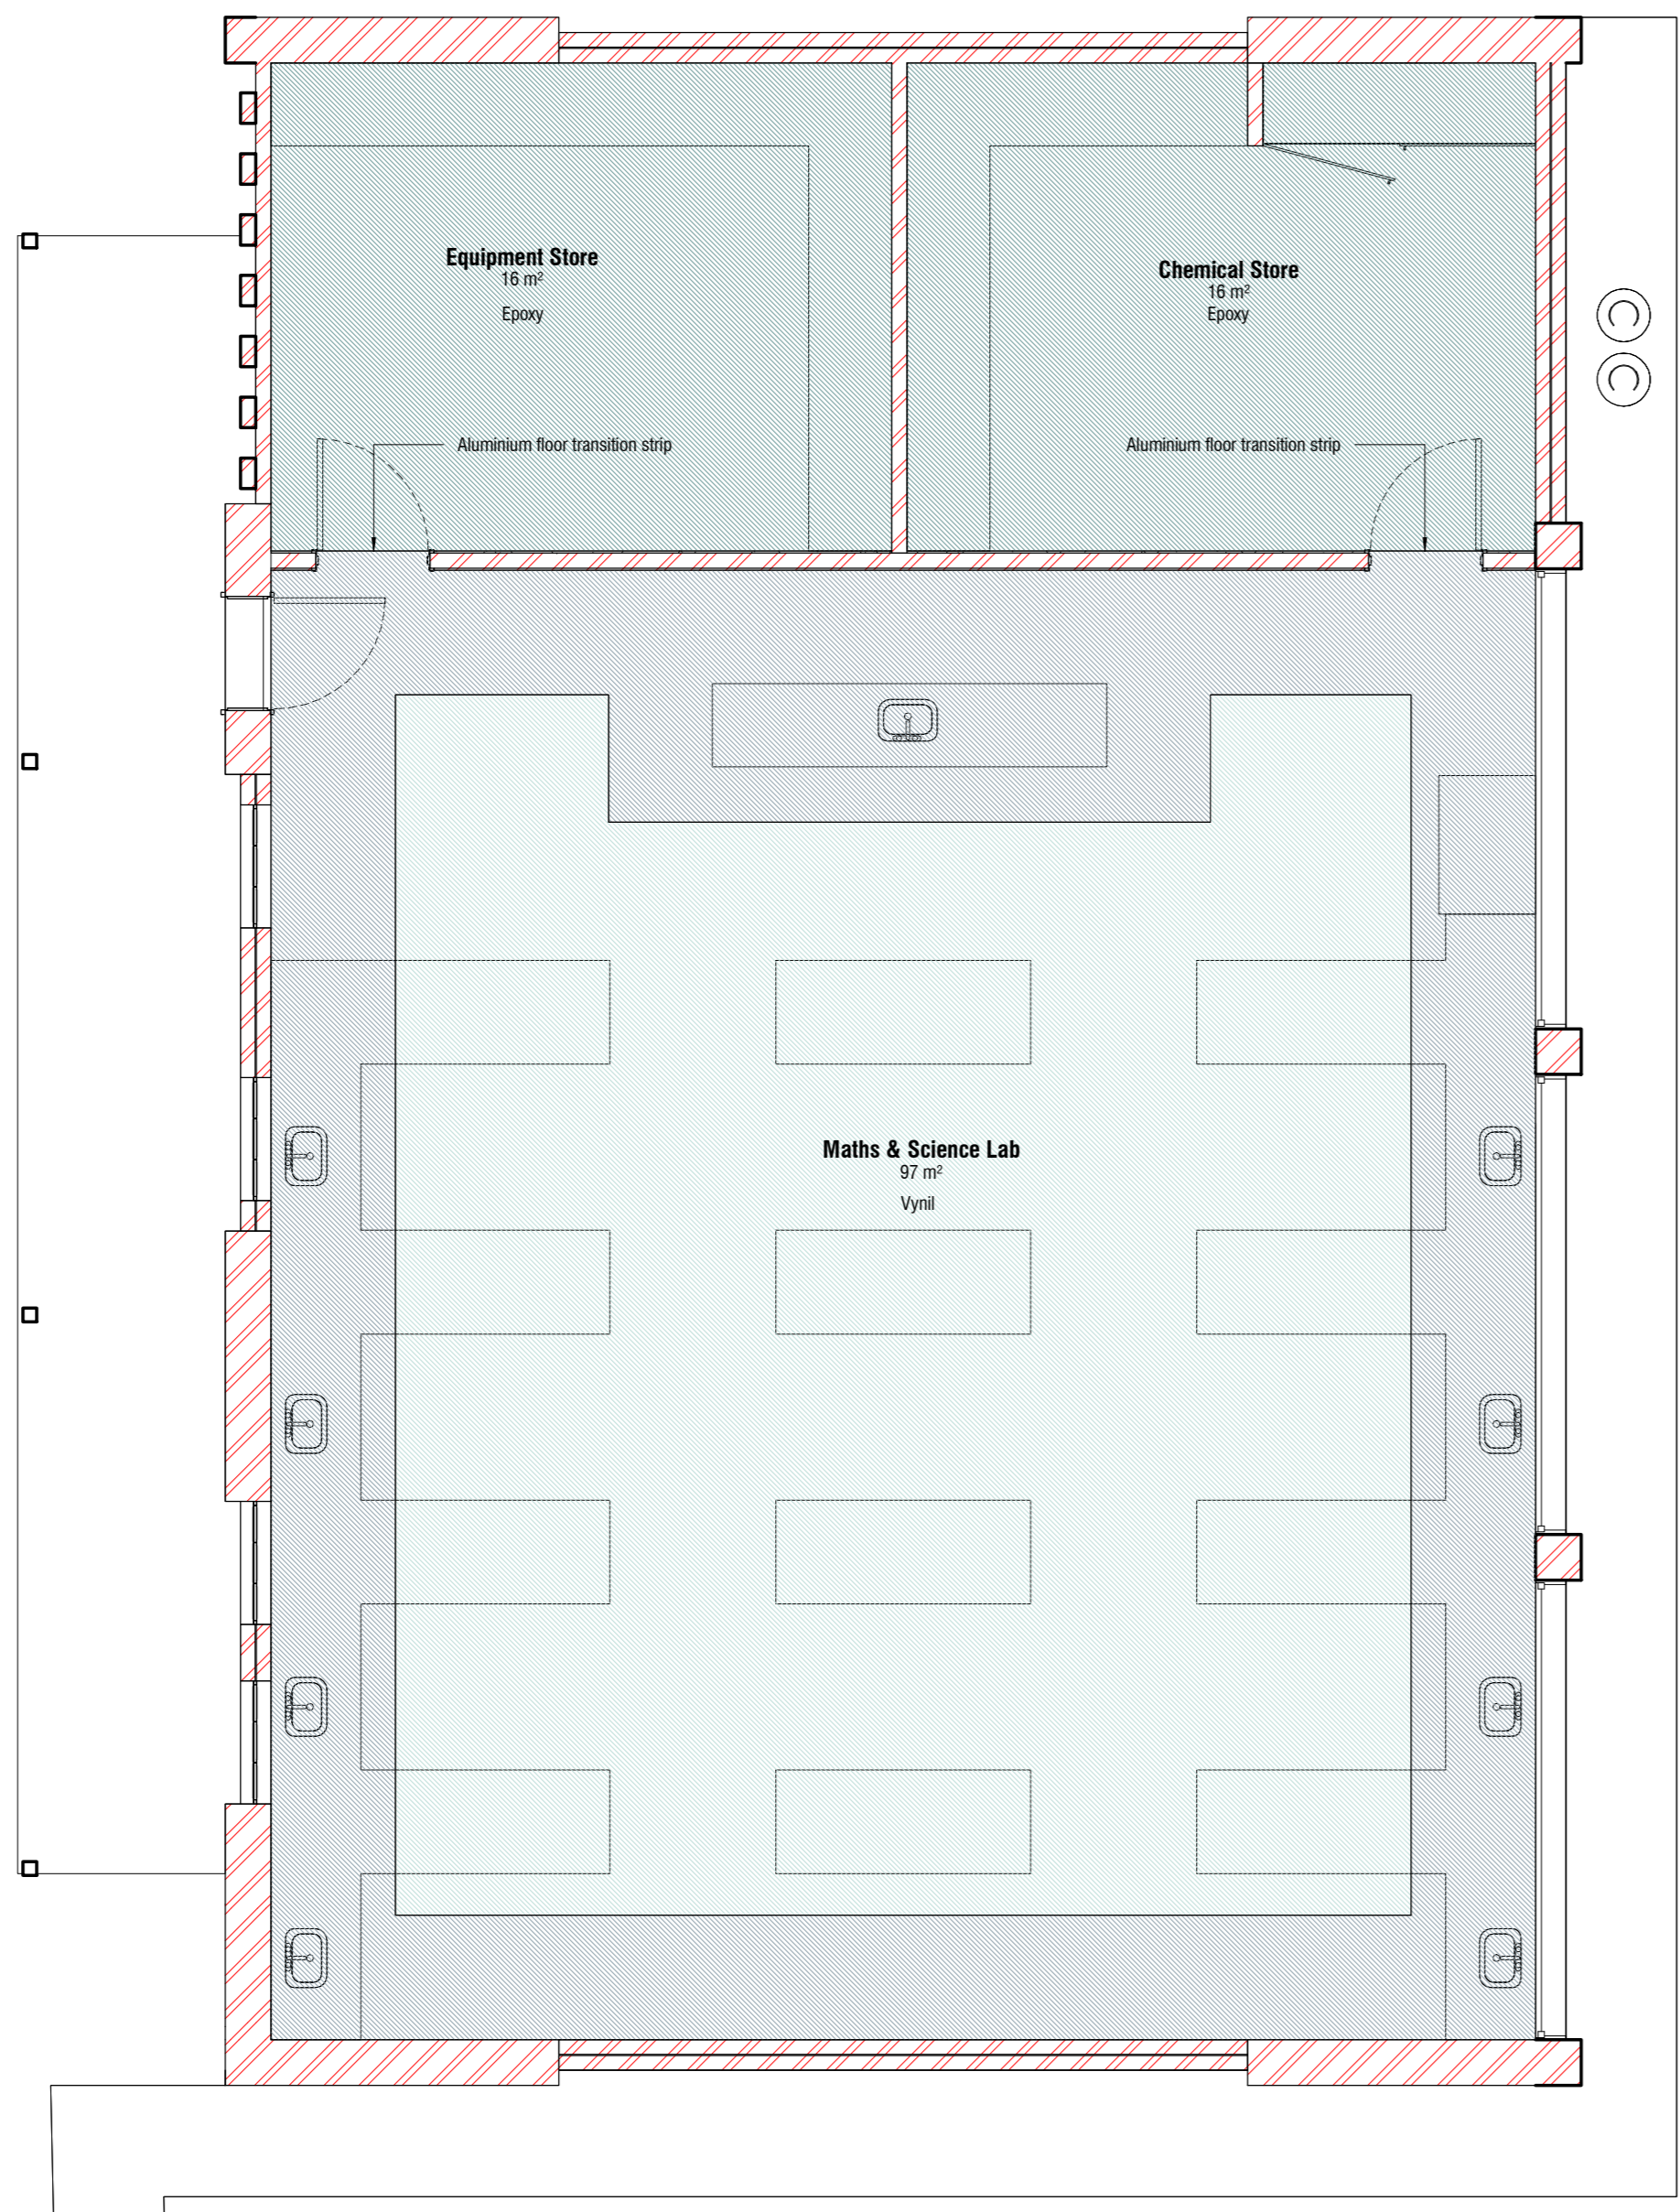 Equipment Store
16 m²
Epoxy
Chemical Store
16 m²
Epoxy
Aluminium floor transition strip
Aluminium floor transition strip
Maths & Science Lab
97 m²
Vynil